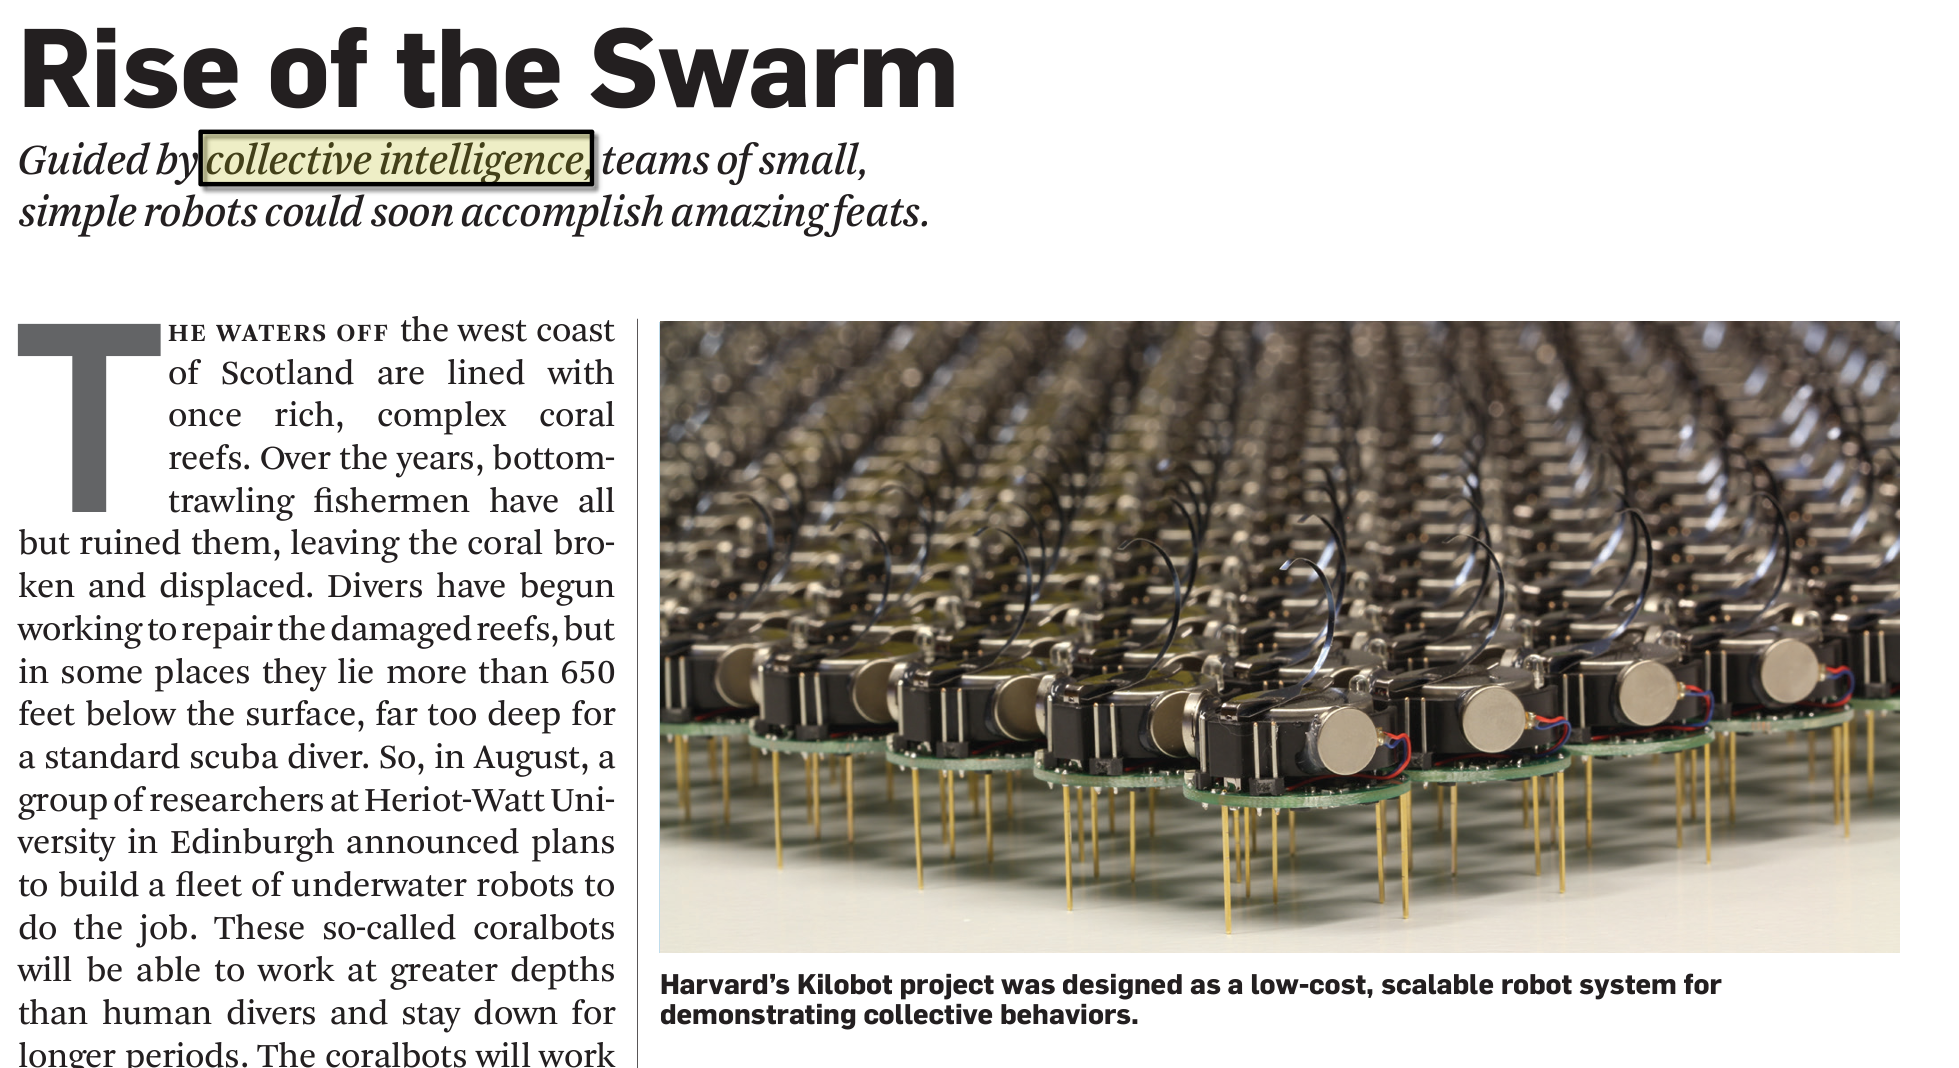 Rise of the Swarm
Guided by collective intelligence, teams of small,
simple robots could soon accomplish amazing feats.
THE WATERS OFF the west coast
of Scotland are lined with
once rich, complex coral
reefs. Over the years, bottom-
trawling fishermen have all
but ruined them, leaving the coral bro-
ken and displaced. Divers have begun
working to repair the damaged reefs, but
in some places they lie more than 650
feet below the surface, far too deep for
a standard scuba diver. So, in August, a
group of researchers at Heriot-Watt Uni-
versity in Edinburgh announced plans
to build a fleet of underwater robots to
do the job. These so-called coralbots
will be able to work at greater depths
than human divers and stay down for
longer periods. The coralbots will work
Harvard's Kilobot project was designed as a low-cost, scalable robot system for
demonstrating collective behaviors.